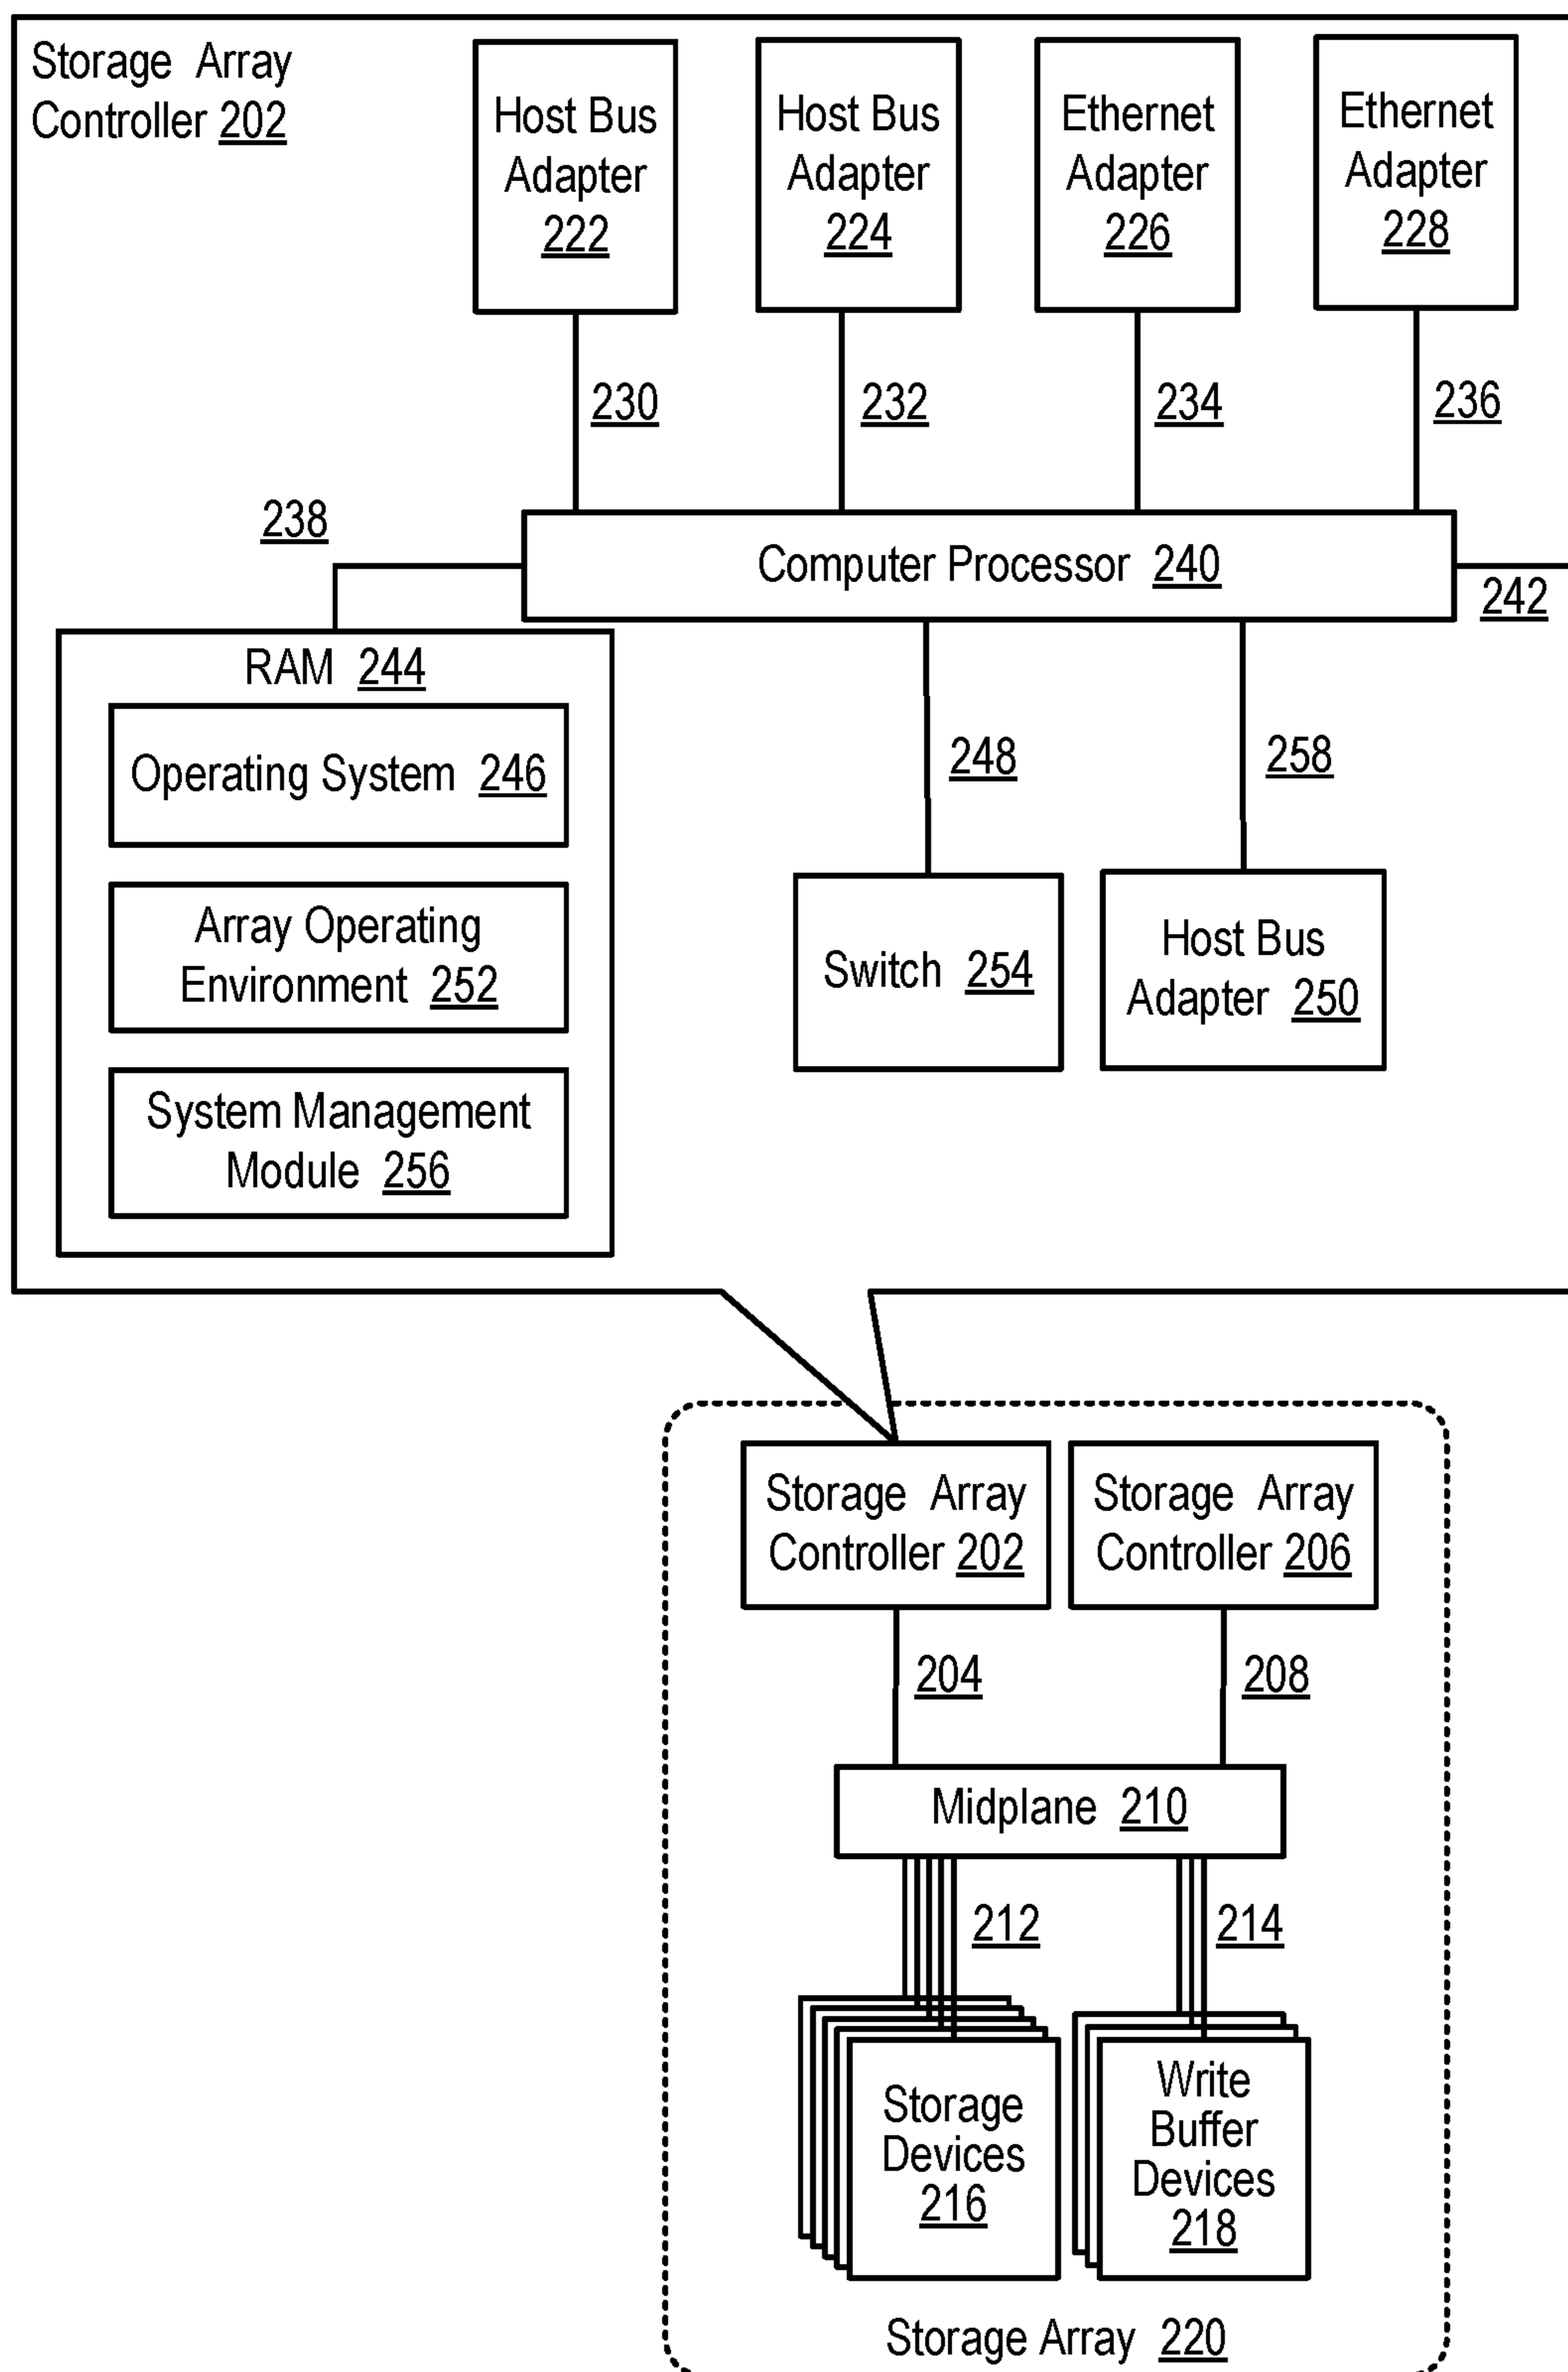 Storage Array
Controller 202
Host Bus
Adapter
222
Host Bus
Adapter
224
Ethernet
Adapter
226
Ethernet
Adapter
228
230
232
234
236
238
Computer Processor 240
242
RAM 244
Operating System 246
Array Operating
Environment 252
System Management
Module 256
248
258
Switch 254
Host Bus
Adapter 250
Storage Array
Controller 202
Storage Array
Controller 206
204
208
Midplane 210
212
214
Storage
Devices
216
Write
Buffer
Devices
218
Storage Array 220